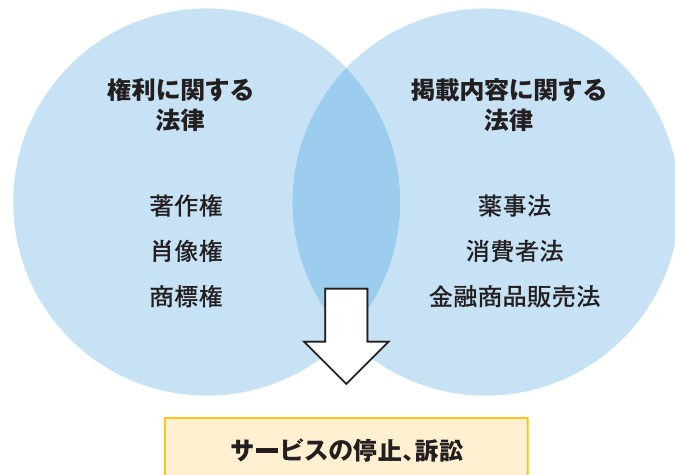 権利に関する
法律
著作権
肖像権
商標権
掲載内容に関する
法律
薬事法
消費者法
金融商品販売法
サービスの停止、訴訟